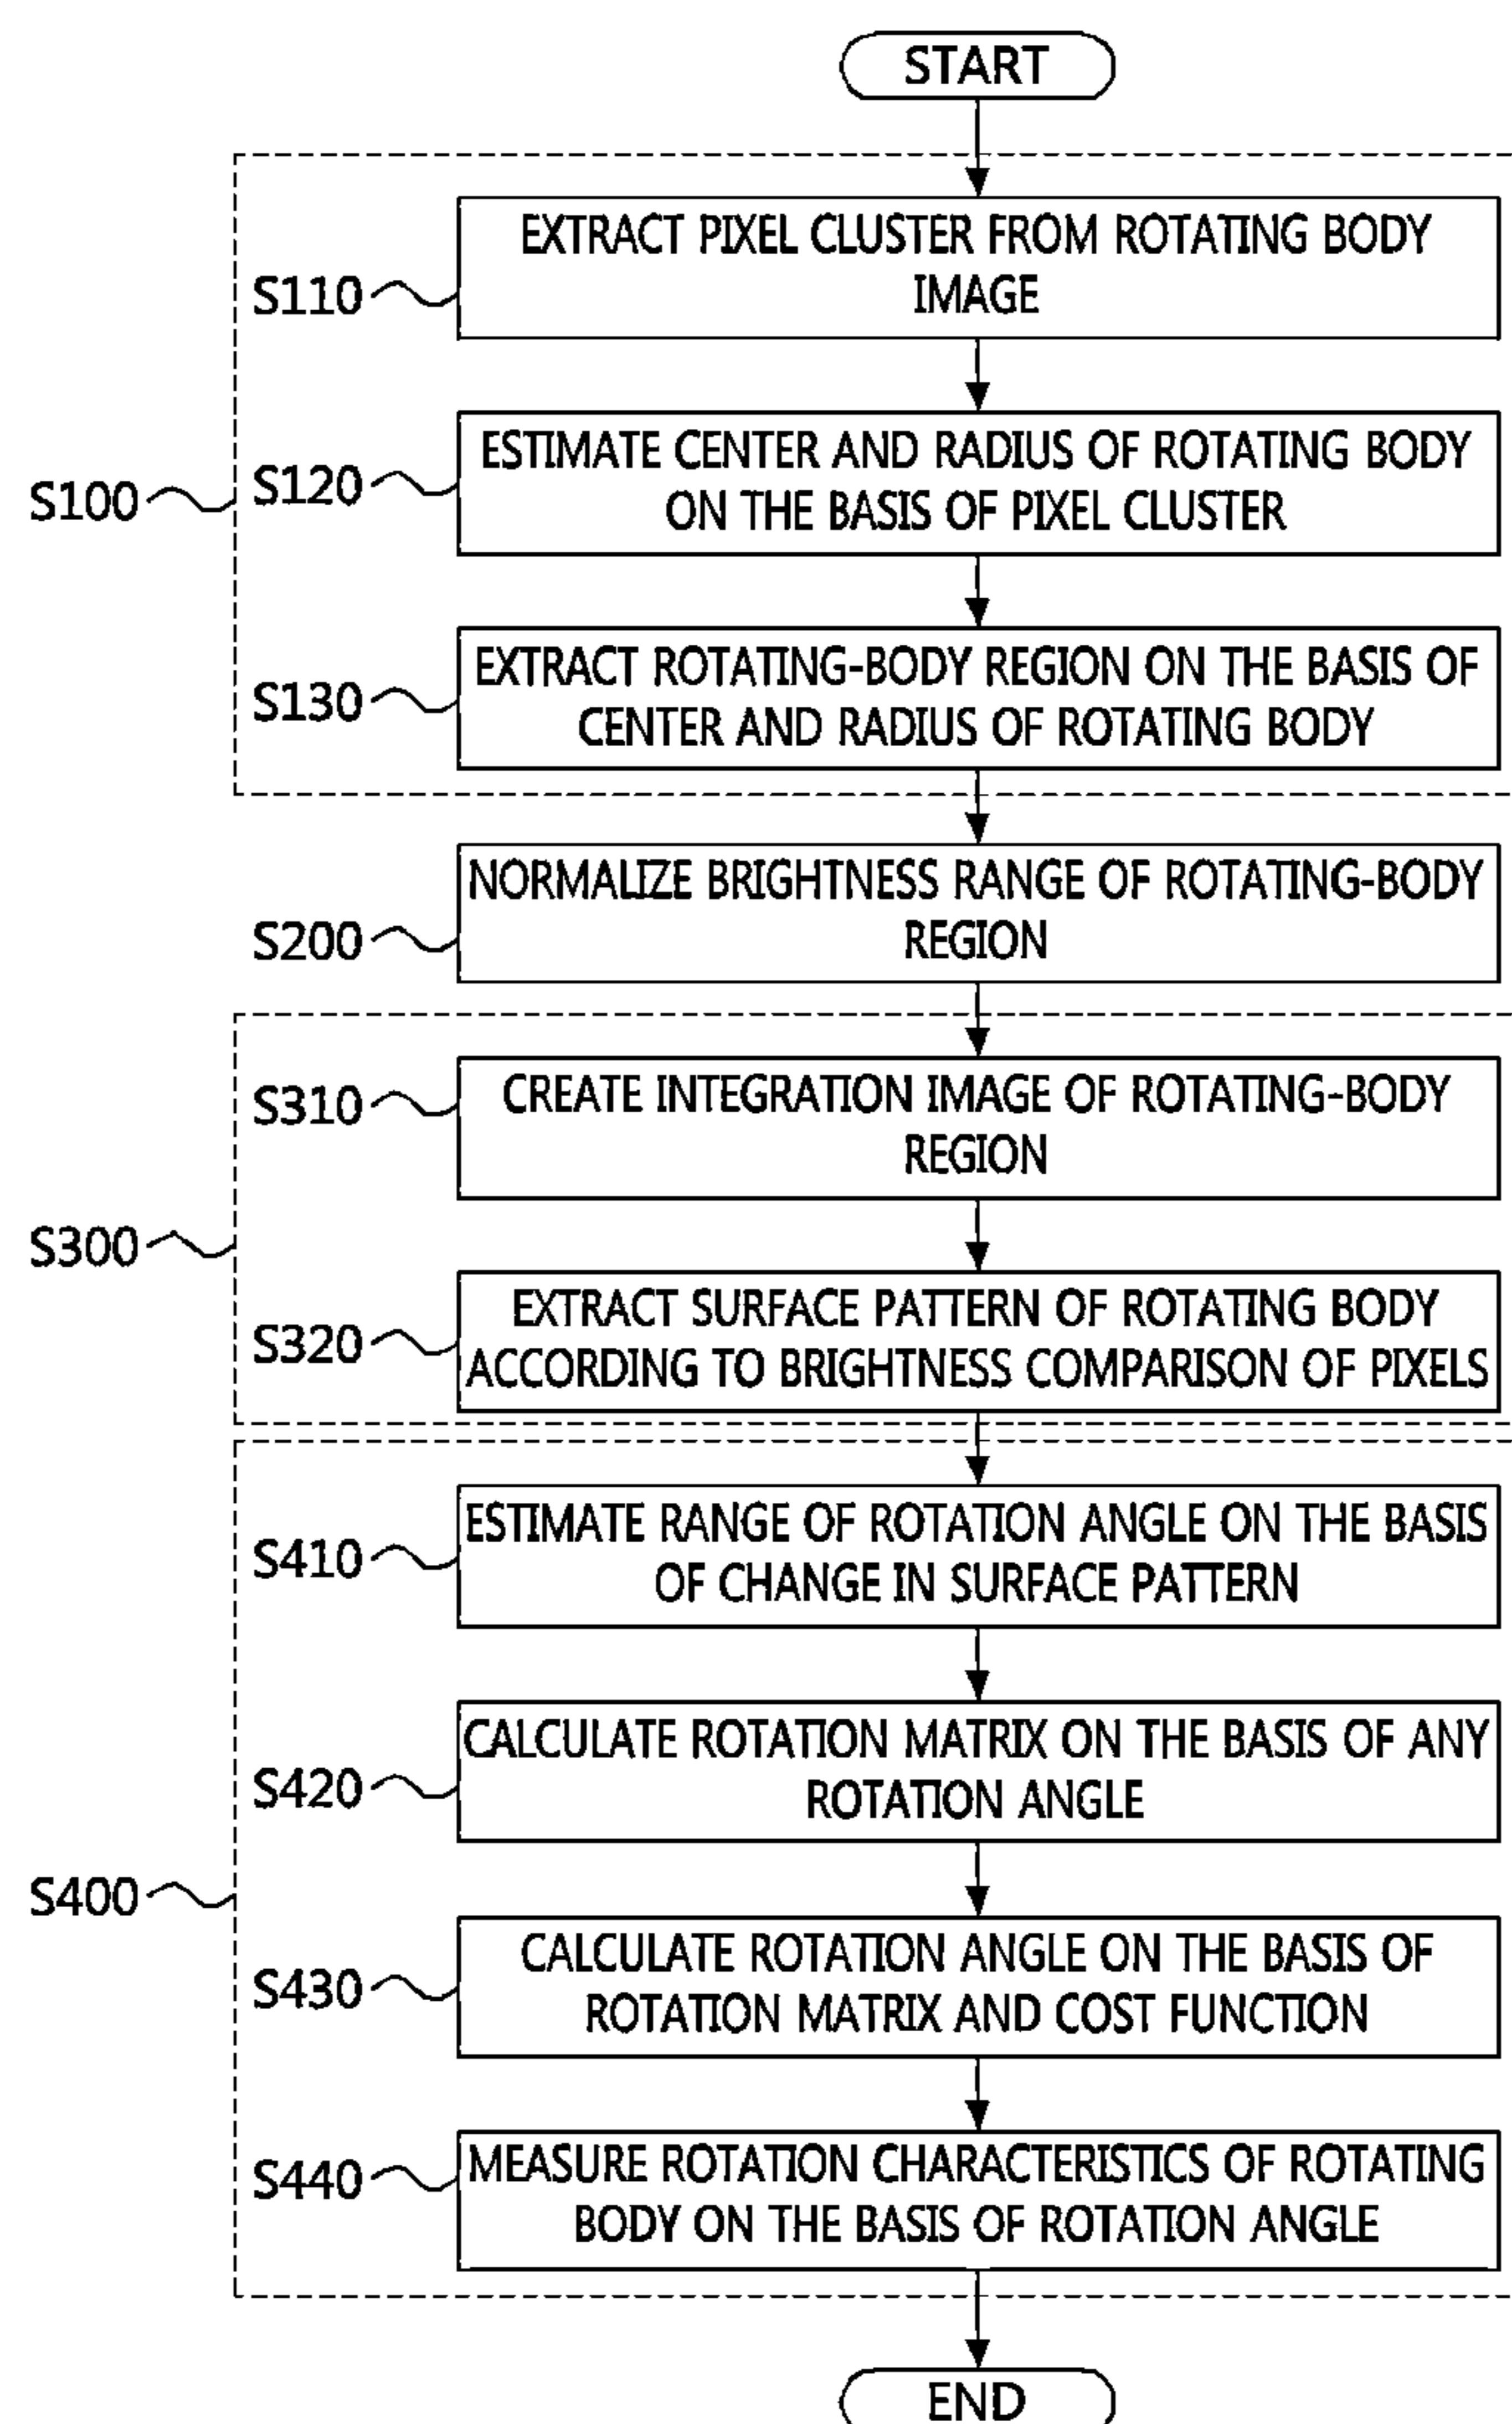 START
EXTRACT PIXEL CLUSTER FROM ROTATING BODY
IMAGE
S110
ESTIMATE CENTER AND RADIUS OF ROTATING BODY
ON THE BASIS OF PIXEL CLUSTER
S120
S100
EXTRACT ROTATING-BODY REGION ON THE BASIS OF
CENTER AND RADIUS OF ROTATING BODY
S130
NORMALIZE BRIGHTNESS RANGE OF ROTATING-BODY
REGION
S200
CREATE INTEGRATION IMAGE OF ROTATING-BODY
REGION
S310
S300
EXTRACT SURFACE PATTERN OF ROTATING BODY
ACCORDING TO BRIGHTNESS COMPARISON OF PIXELS
S320
ESTIMATE RANGE OF ROTATION ANGLE ON THE BASIS
OF CHANGE IN SURFACE PATTERN
S410
CALCULATE ROTATION MATRIX ON THE BASIS OF ANY
ROTATION ANGLE
S420
S400
CALCULATE ROTATION ANGLE ON THE BASIS OF
ROTATION MATRIX AND COST FUNCTION
S430
MEASURE ROTATION CHARACTERISTICS OF ROTATING
BODY ON THE BASIS OF ROTATION ANGLE
S440
END